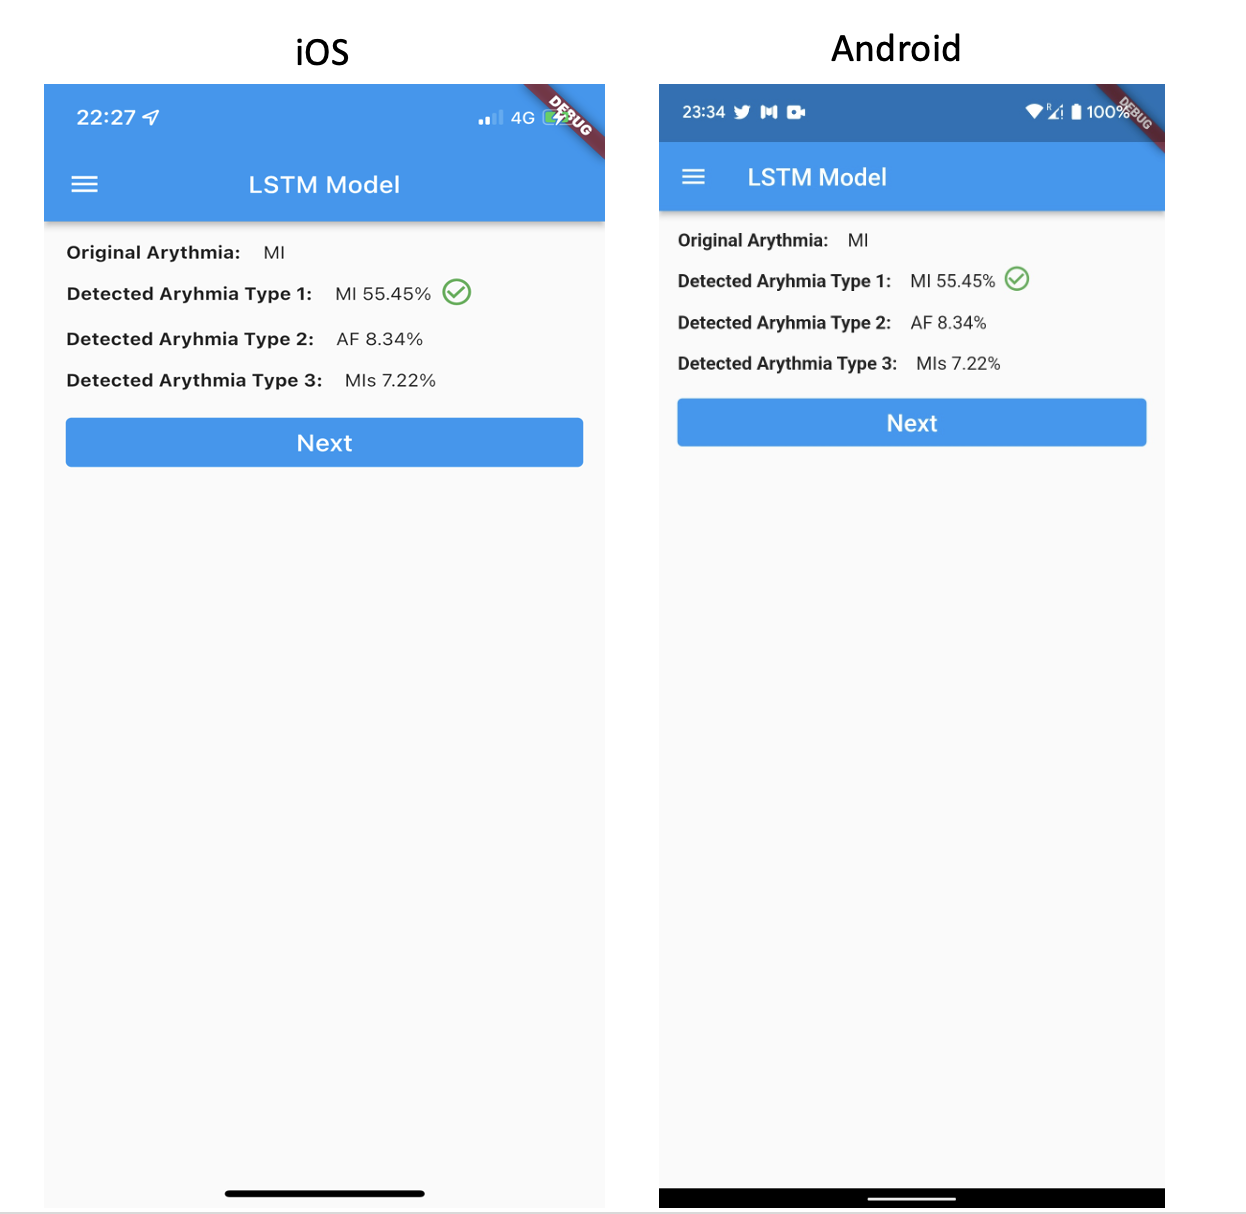 iOS
22:27
4G
DEBUG
LSTM Model
Original Arythmia: MI
Detected Aryhmia Type 1: MI 55.45%
Detected Aryhmia Type 2: AF 8.34%
Detected Arythmia Type 3: MIs 7.22%
Next
Android
23:34
R
100%
DEBUG
LSTM Model
Original Arythmia: MI
Detected Aryhmia Type 1: MI 55.45%
Detected Aryhmia Type 2: AF 8.34%
Detected Arythmia Type 3: MIs 7.22%
Next